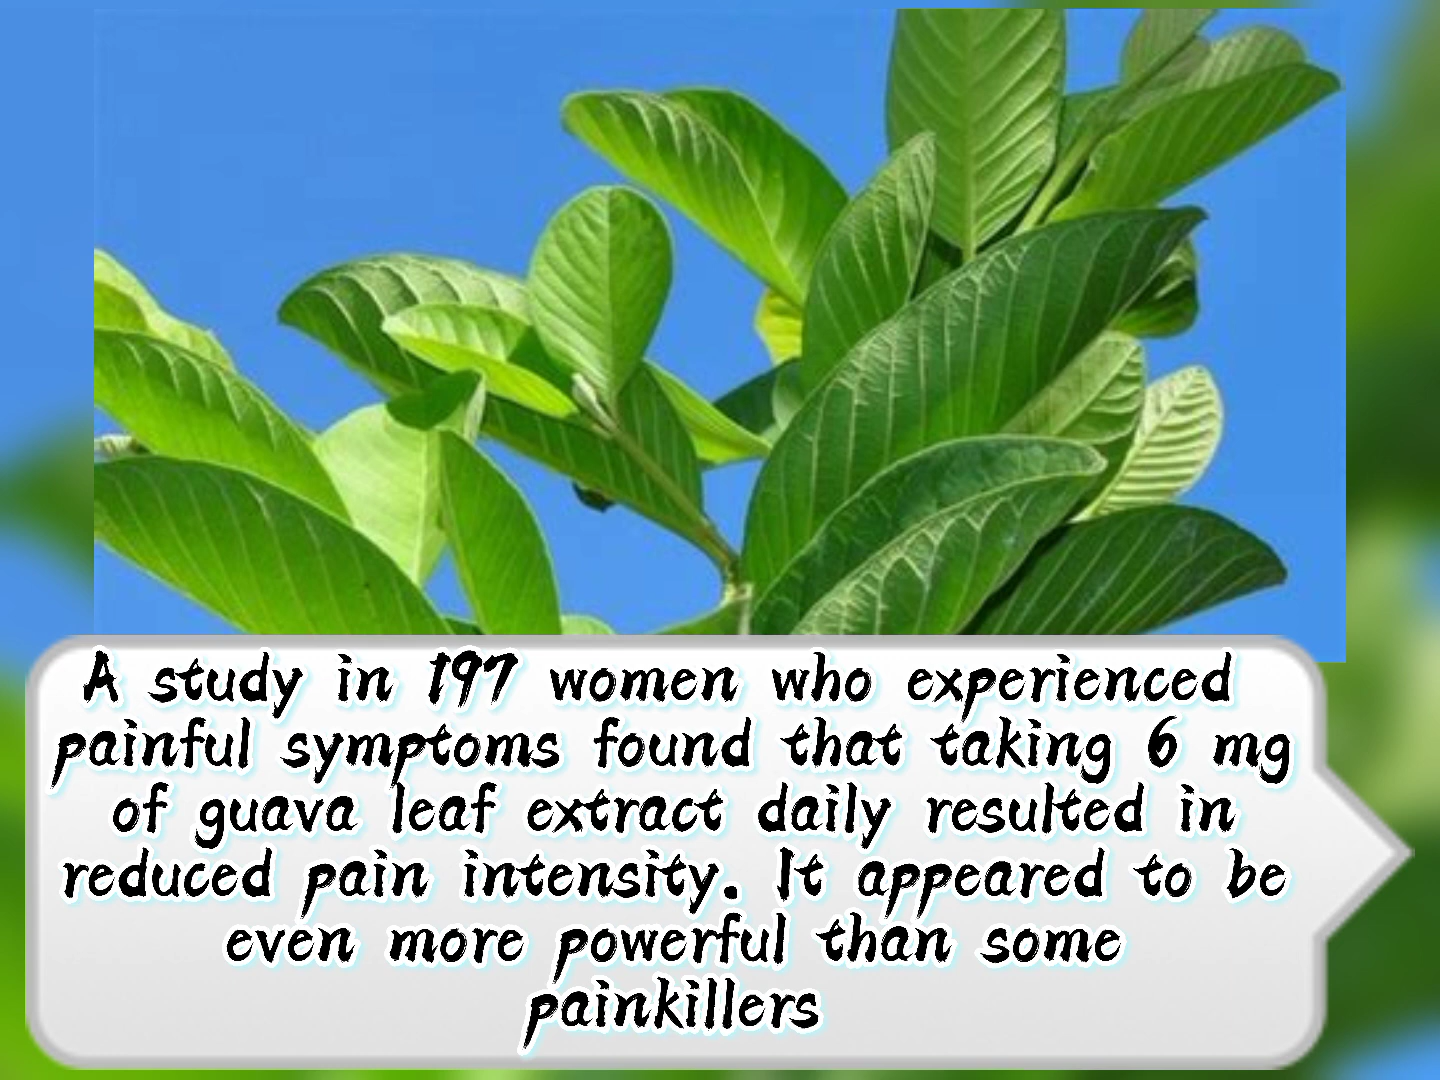 A study in 197 women who experienced
painful symptoms found that taking 6 mg
of guava leaf extract daily resulted in
reduced pain intensity. It appeared to be
even more powerful than some
painkillers